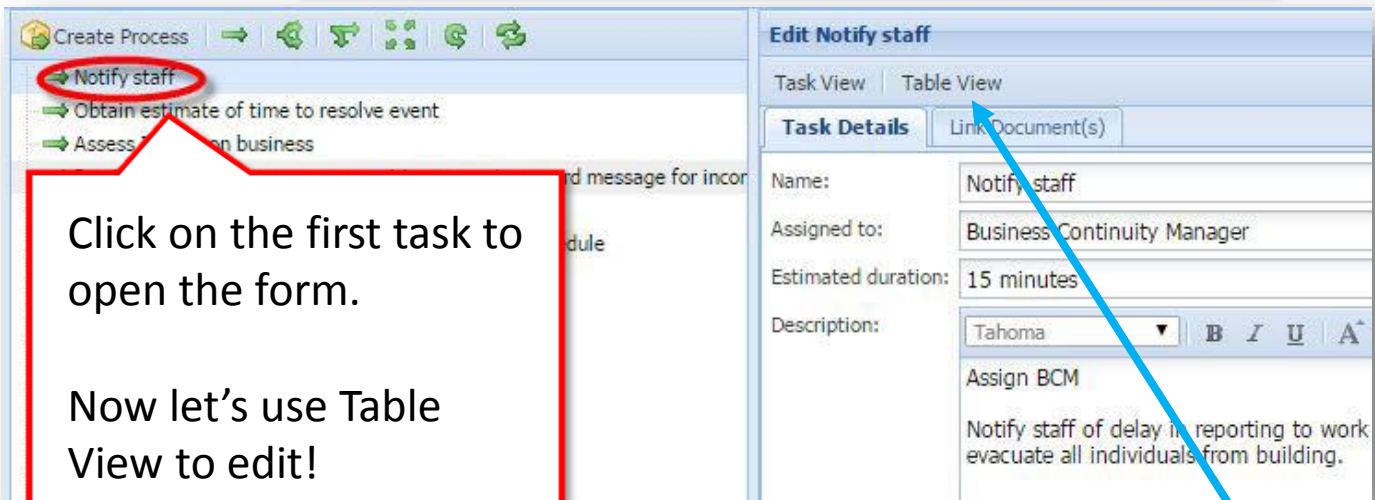 Create Process
Notify staff
Obtain estimate of time to resolve event
Assess on business
rd message for incor
dule
Click on the first task to
open the form.
Now let's use Table
View to edit!
Edit Notify staff
Task View Table View
Task Details Link Document(s)
Name: Notify staff
Assigned to: Business Continuity Manager
Estimated duration: 15 minutes
Description: Tahoma B I U A
Assign BCM
Notify staff of delay in reporting to work
evacuate all individuals from building.